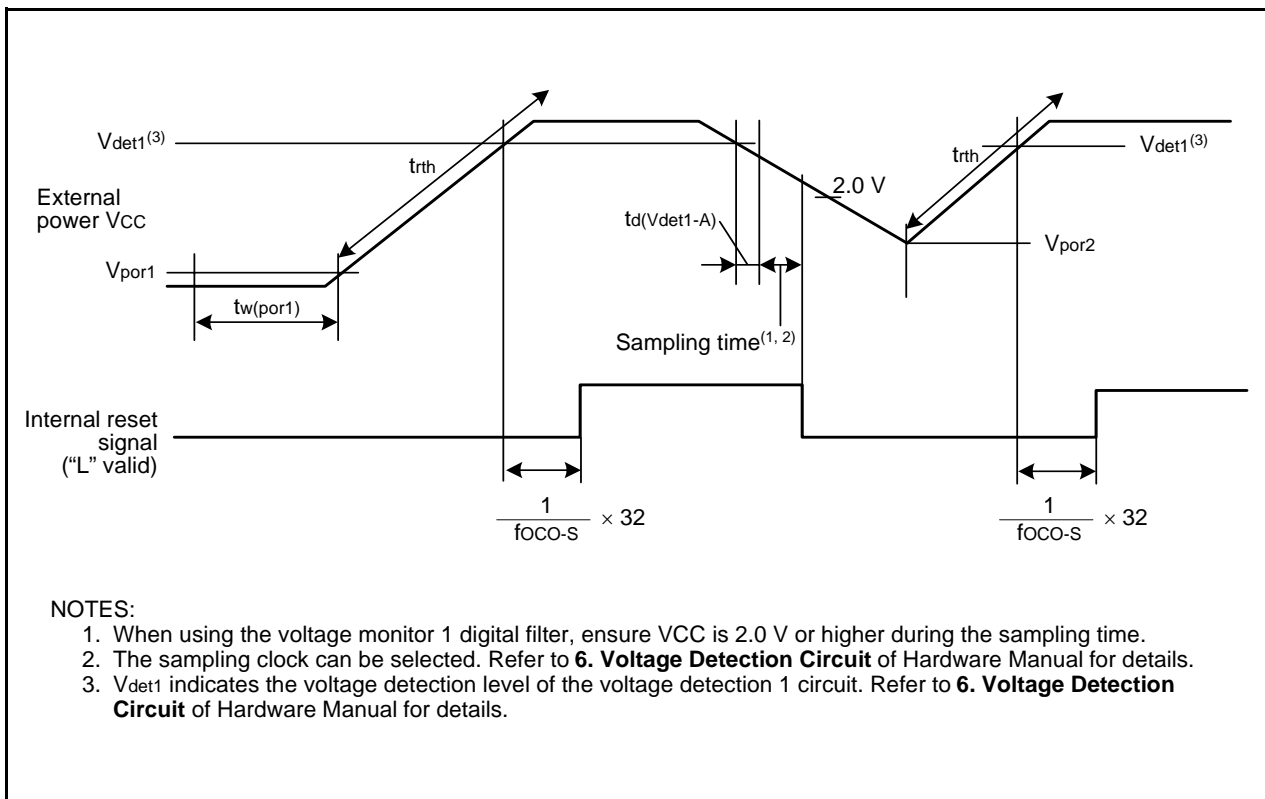 Vdet1(3)
trth
External
power VCC
2.0 V
trth
Vdet1(3)
td(Vdet1-A)
Vpor1
Vpor2
tw(por1)
Sampling time(1, 2)
Internal reset
signal
(“L” valid)
1
fOCO-S
× 32
1
fOCO-S
× 32
NOTES:
1. When using the voltage monitor 1 digital filter, ensure VCC is 2.0 V or higher during the sampling time.
2. The sampling clock can be selected. Refer to 6. Voltage Detection Circuit of Hardware Manual for details.
3. Vdet1 indicates the voltage detection level of the voltage detection 1 circuit. Refer to 6. Voltage Detection
Circuit of Hardware Manual for details.